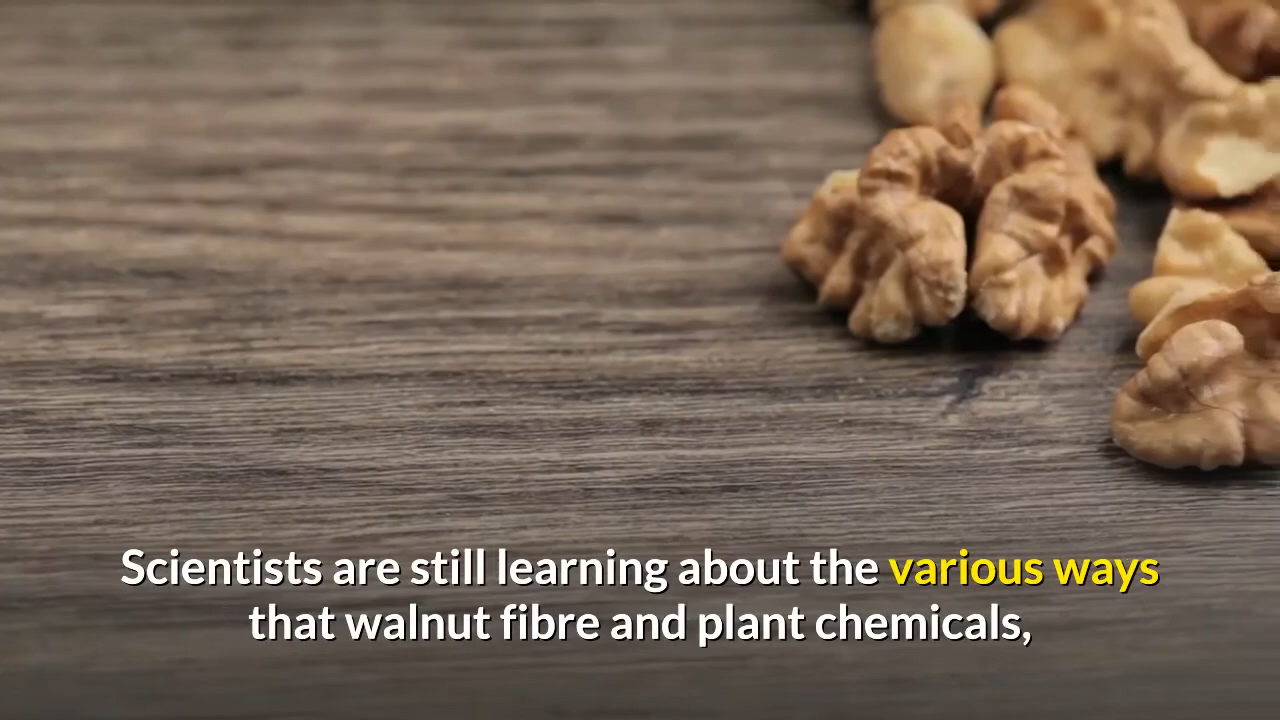 Scientists are still learning about the various ways
that walnut fibre and plant chemicals,